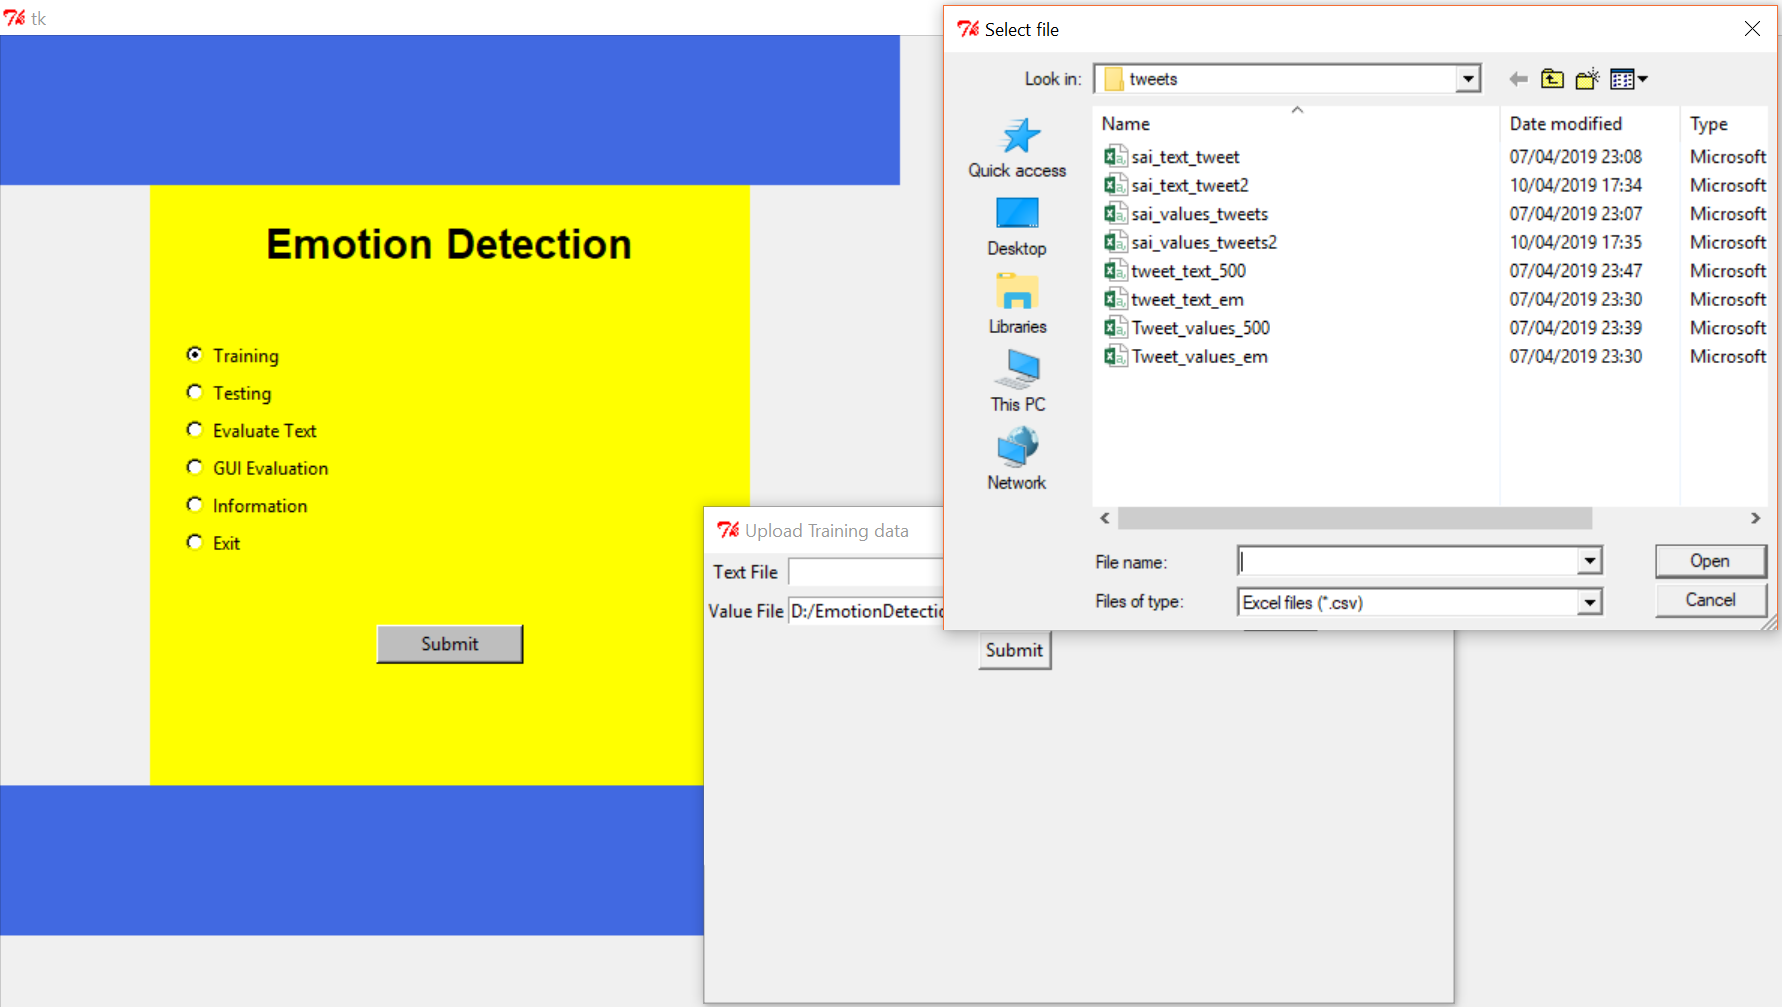 tk
Emotion Detection
Training
Testing
Evaluate Text
GUI Evaluation
Information
Exit
Submit
Upload Training data
Text File
Value File D:/EmotionDetectio
Submit
Select file
Look in: tweets
Quick access
Desktop
Libraries
This PC
Network
Name Date modified Type
sai_text_tweet 07/04/2019 23:08 Microsoft
sai_text_tweet2 10/04/2019 17:34 Microsoft
sai_values_tweets 07/04/2019 23:07 Microsoft
sai_values_tweets2 10/04/2019 17:35 Microsoft
tweet_text_500 07/04/2019 23:47 Microsoft
tweet_text_em 07/04/2019 23:30 Microsoft
Tweet_values_500 07/04/2019 23:39 Microsoft
Tweet_values_em 07/04/2019 23:30 Microsoft
File name: Open
Files of type: Excel files (*.csv) Cancel